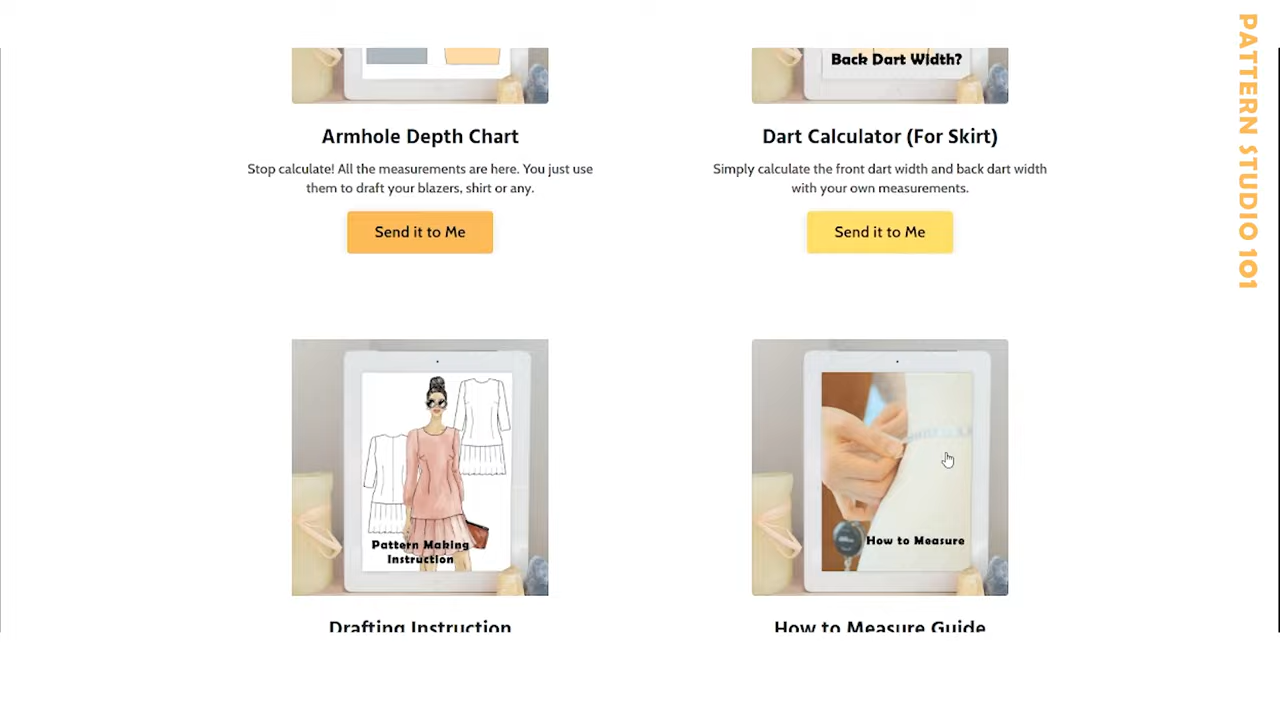 Back Dart Width?
Armhole Depth Chart
Stop calculate! All the measurements are here. You just use
them to draft your blazers, shirt or any.
Send it to Me
Dart Calculator (For Skirt)
Simply calculate the front dart width and back dart width
with your own measurements.
Send it to Me
Pattern Making
Instruction
How to Measure
Drafting Instruction
How to Measure Guide
PATTERN STUDIO 101